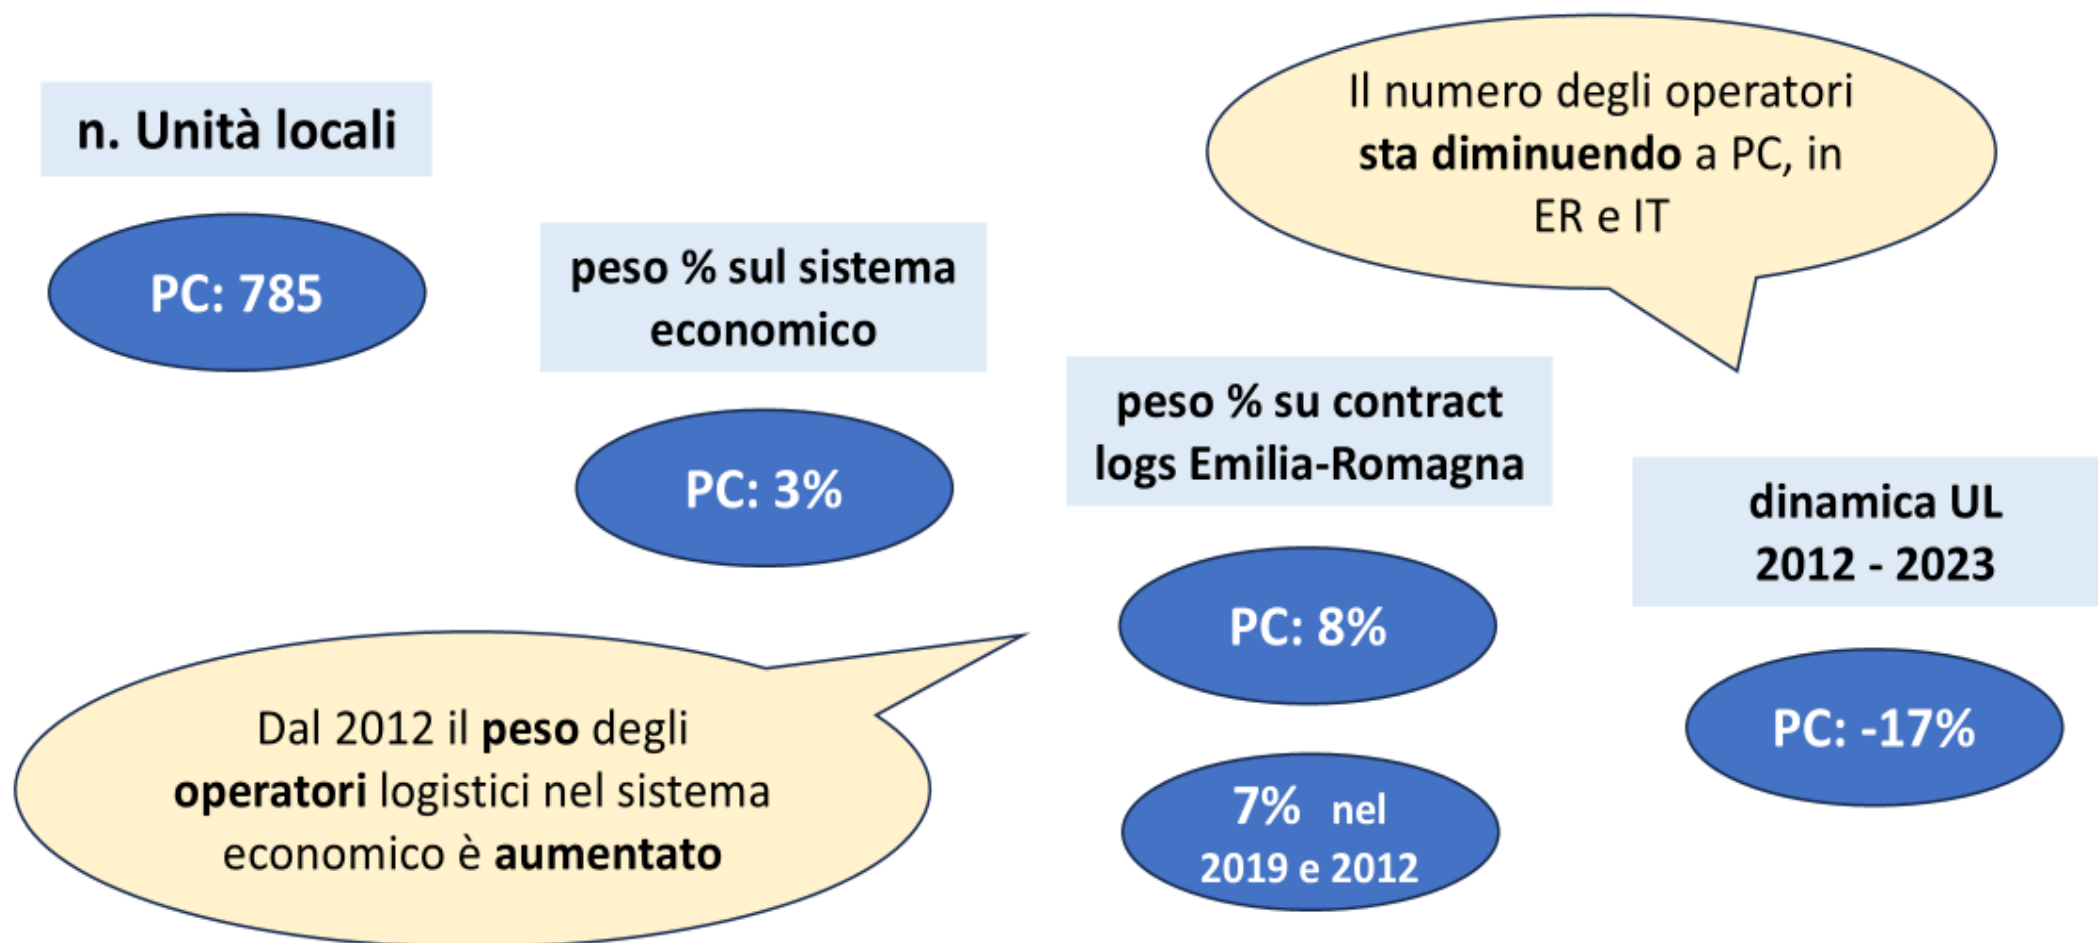 n. Unità locali
PC: 785
peso % sul sistema
economico
PC: 3%
Il numero degli operatori
sta diminuendo a PC, in
ER e IT
peso % su contract
logs Emilia-Romagna
PC: 8%
7% nel
2019 e 2012
dinamica UL
2012 - 2023
PC: -17%
Dal 2012 il peso degli
operatori logistici nel sistema
economico è aumentato